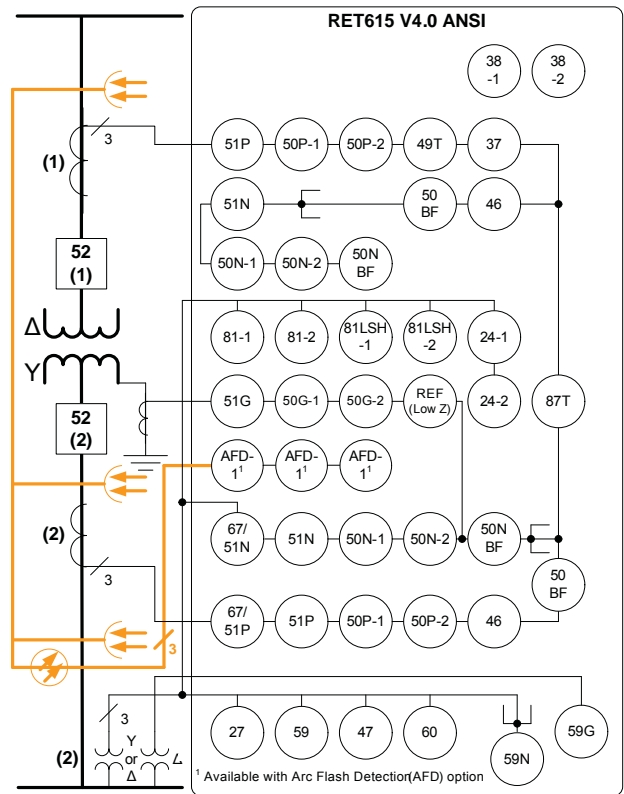 RET615 V4.0 ANSI
38
-1
38
-2
3
(1)
51P
50P-1
50P-2
49T
37
51N
50
BF
46
52
(1)
50N-1
50N-2
50N
BF
Δ
81-1
81-2
81LSH
-1
81LSH
-2
24-1
Y
52
(2)
51G
50G-1
50G-2
REF
(Low Z)
24-2
87T
AFD-
1¹
AFD-
1¹
AFD-
1¹
(2)
67/
51N
51N
50N-1
50N-2
50N
BF
3
50
BF
67/
51P
51P
50P-1
50P-2
46
3
3
(2)
Y
or
Δ
27
59
47
60
59N
59G
¹ Available with Arc Flash Detection(AFD) option